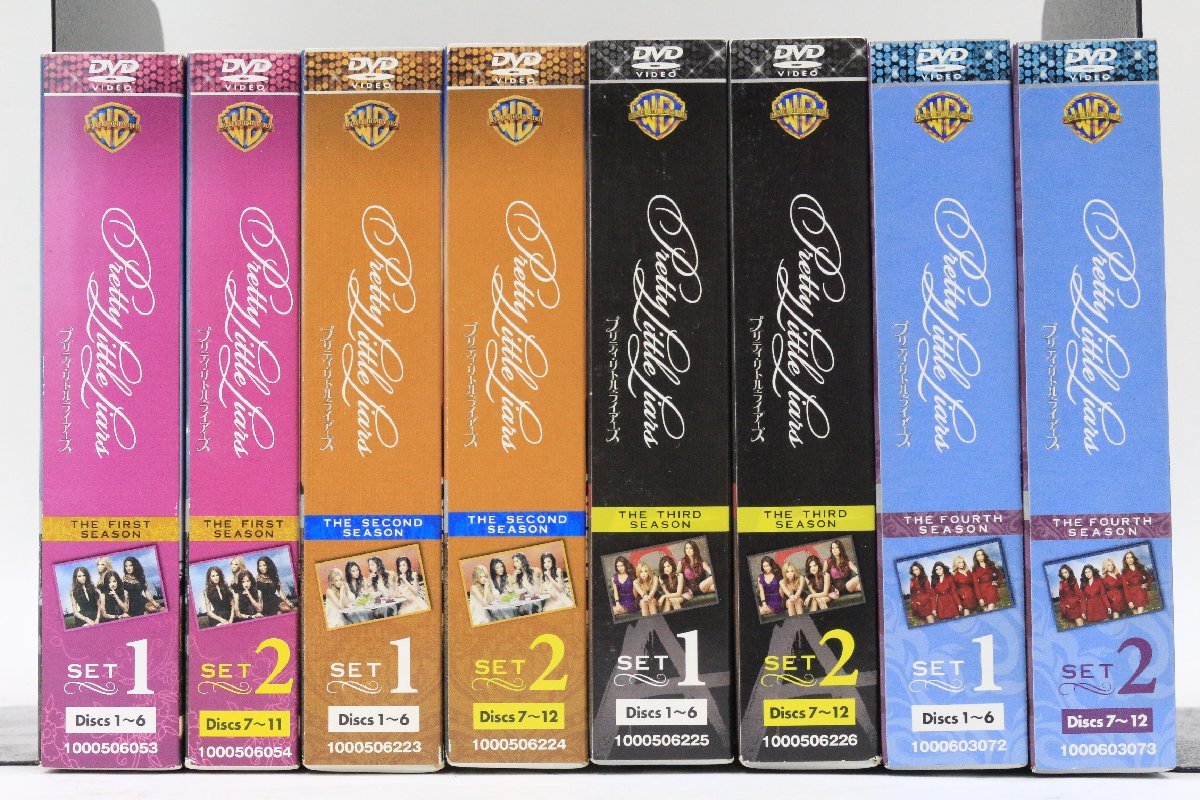 DVD
VIDEO
WB
Pretty Little Liars
プリティ・リトル・ライアーズ
THE FIRST
SEASON
SET 1
Discs 1~6
1000506053
DVD
VIDEO
WB
Pretty Little Liars
プリティ・リトル・ライアーズ
THE FIRST
SEASON
SET 2
Discs 7~11
1000506054
DVD
VIDEO
WB
Pretty Little Liars
プリティ・リトル・ライアーズ
THE SECOND
SEASON
SET 1
Discs 1~6
1000506223
DVD
VIDEO
WB
Pretty Little Liars
プリティ・リトル・ライアーズ
THE SECOND
SEASON
SET 2
Discs 7~12
1000506224
DVD
VIDEO
WB
Pretty Little Liars
プリティ・リトル・ライアーズ
THE THIRD
SEASON
SET 1
Discs 1~6
1000506225
DVD
VIDEO
WB
Pretty Little Liars
プリティ・リトル・ライアーズ
THE THIRD
SEASON
SET 2
Discs 7~12
1000506226
DVD
VIDEO
WB
Pretty Little Liars
プリティ・リトル・ライアーズ
THE FOURTH
SEASON
SET 1
Discs 1~6
1000603072
DVD
VIDEO
WB
Pretty Little Liars
プリティ・リトル・ライアーズ
THE FOURTH
SEASON
SET 2
Discs 7~12
1000603073